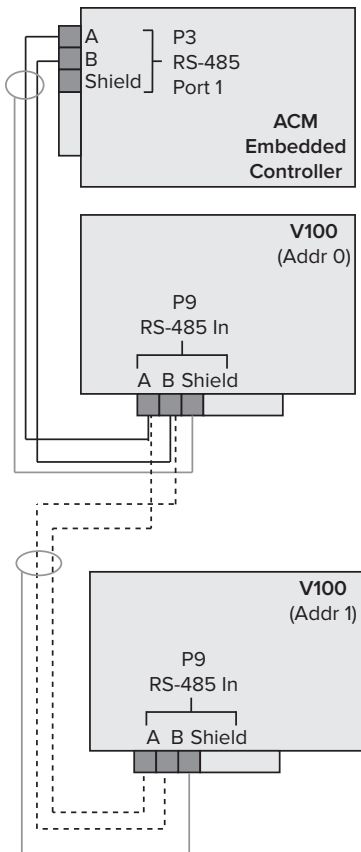 A
B
Shield
P3
RS-485
Port 1
ACM
Embedded
Controller
V100
(Addr 0)
P9
RS-485 In
A B Shield
V100
(Addr 1)
P9
RS-485 In
A B Shield